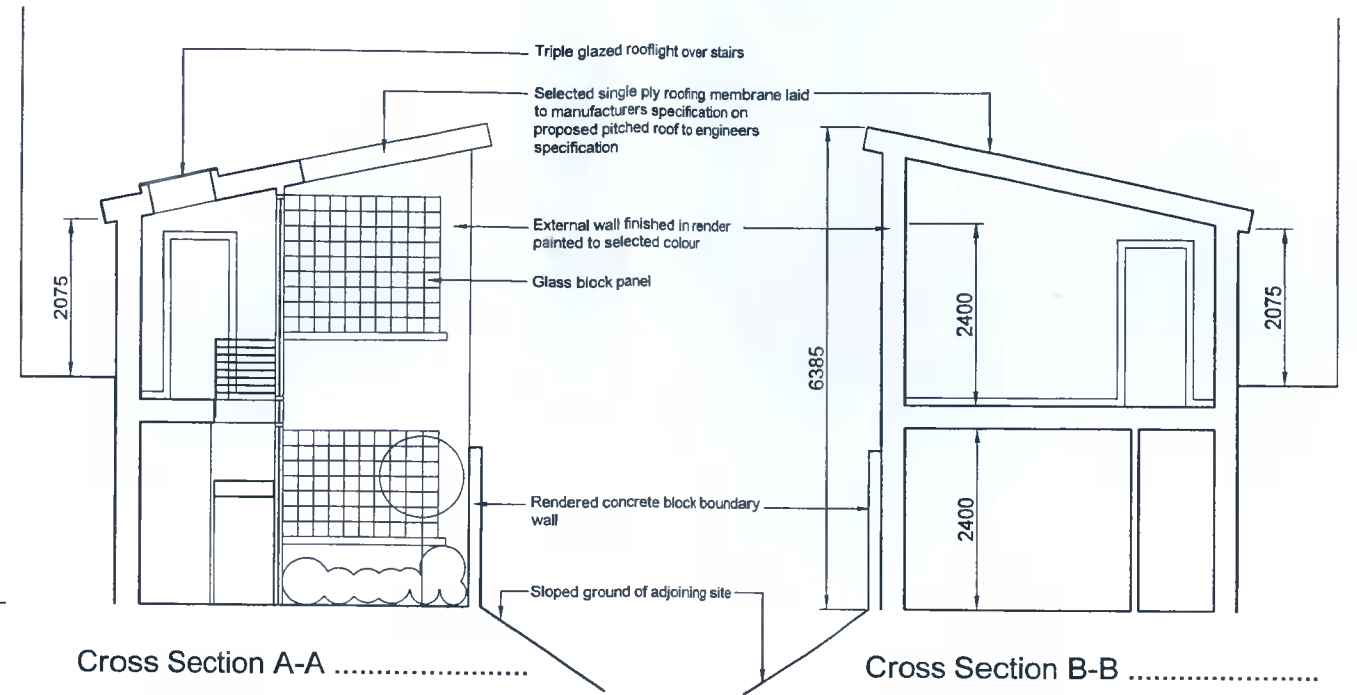 Triple glazed rooflight over stairs
Selected single ply roofing membrane laid
to manufacturers specification on
proposed pitched roof to engineers
specification
External wall finished in render
painted to selected colour
Glass block panel
2075
6385
2400
2075
2400
Rendered concrete block boundary
wall
Sloped ground of adjoining site
Cross Section A-A ......................
Cross Section B-B ......................